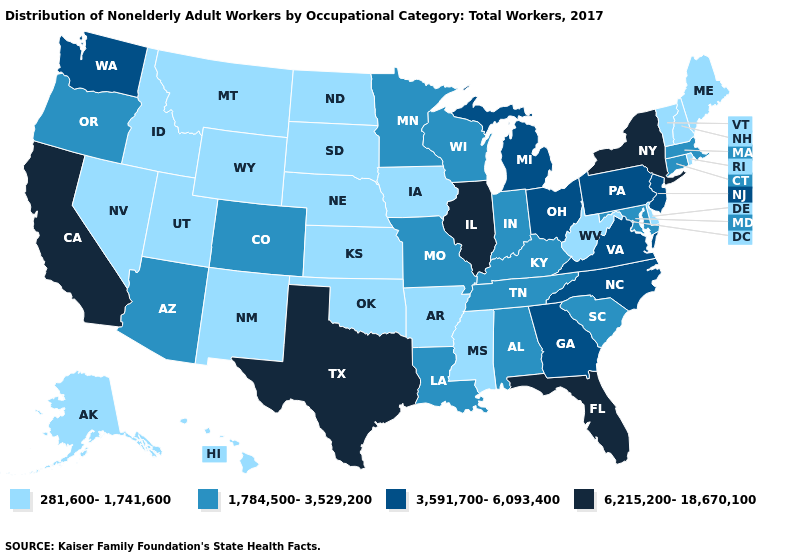 Distribution of Nonelderly Adult Workers by Occupational Category: Total Workers, 2017
WA
OR
CA
ID
NV
MT
WY
UT
AZ
CO
NM
ND
SD
NE
KS
OK
TX
MN
IA
MO
AR
LA
WI
IL
MS
MI
IN
KY
TN
AL
OH
WV
GA
FL
SC
NC
VA
PA
NY
ME
VT
NH
MA
RI
CT
NJ
DE
MD
DC
AK
HI
281,600- 1,741,600
1,784,500- 3,529,200
3,591,700- 6,093,400
6,215,200- 18,670,100
SOURCE: Kaiser Family Foundation's State Health Facts.